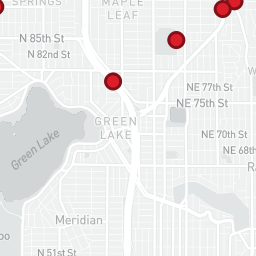 SPRINGS
MAPLE
LEAF
N 85th St
N 82nd St
NE 77th St
NE 75th St
GREEN
LAKE
Green Lake
NE 70th St
NE 68th
Ra
Meridian
N 51st St